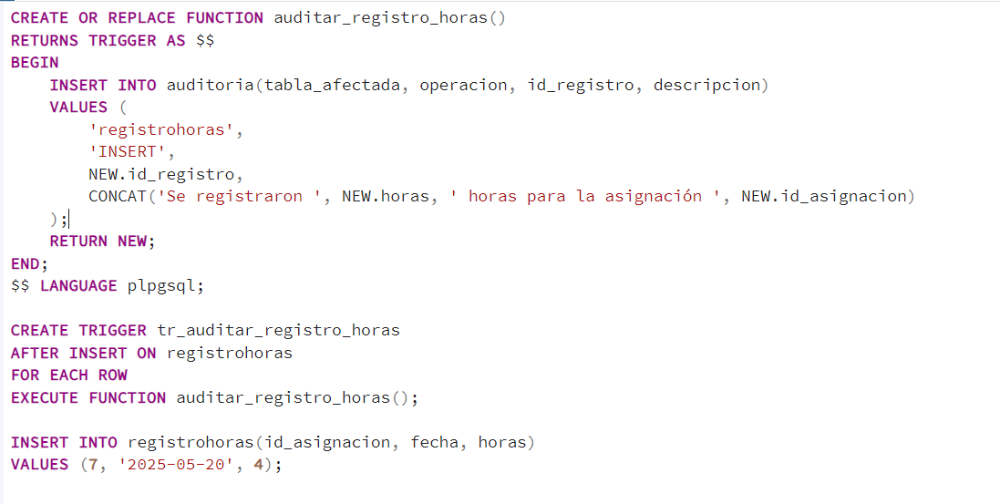 CREATE OR REPLACE FUNCTION auditar_registro_horas()
RETURNS TRIGGER AS $$
BEGIN
    INSERT INTO auditoria(tabla_afectada, operacion, id_registro, descripcion)
    VALUES (
        'registrohoras',
        'INSERT',
        NEW.id_registro,
        CONCAT('Se registraron ', NEW.horas, ' horas para la asignación ', NEW.id_asignacion)
    );
    RETURN NEW;
END;
$$ LANGUAGE plpgsql;

CREATE TRIGGER tr_auditar_registro_horas
AFTER INSERT ON registrohoras
FOR EACH ROW
EXECUTE FUNCTION auditar_registro_horas();

INSERT INTO registrohoras(id_asignacion, fecha, horas)
VALUES (7, '2025-05-20', 4);